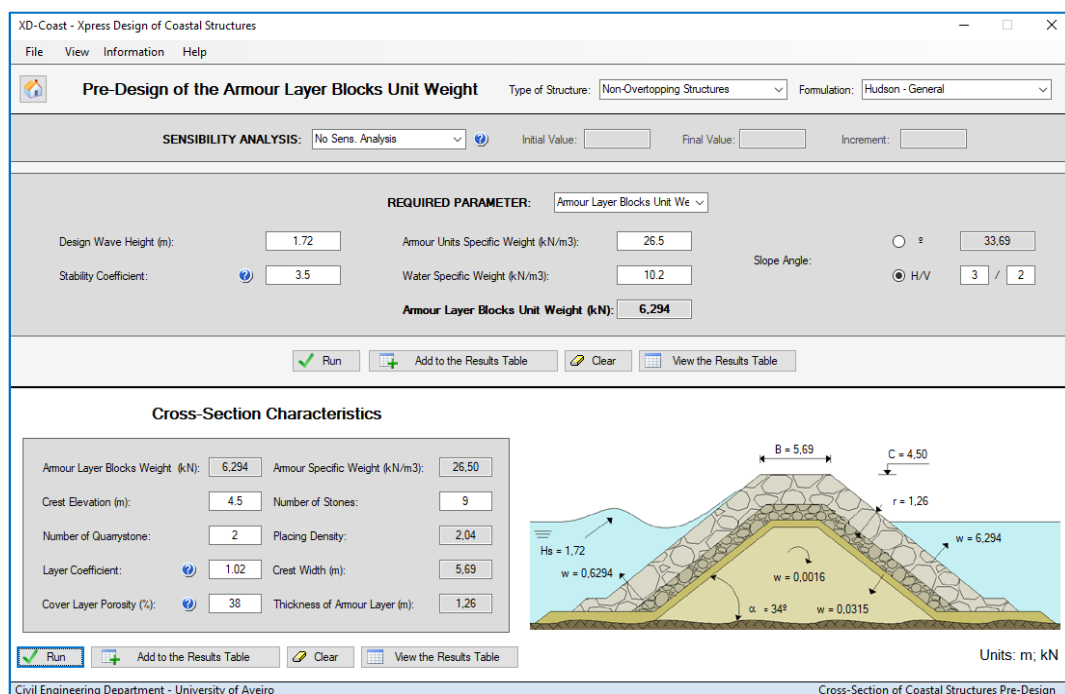 XD-Coast - Xpress Design of Coastal Structures
File View Information Help
Pre-Design of the Armour Layer Blocks Unit Weight Type of Structure: Non-Overtopping Structures Formulation: Hudson - General
SENSIBILITY ANALYSIS: No Sens. Analysis Initial Value: Final Value: Increment:
REQUIRED PARAMETER: Armour Layer Blocks Unit We
Design Wave Height (m): 1.72 Armour Units Specific Weight (kN/m3): 26.5 º 33,69
Slope Angle:
Stability Coefficient: 3.5 Water Specific Weight (kN/m3): 10.2 H/V 3 / 2
Armour Layer Blocks Unit Weight (kN): 6,294
Run Add to the Results Table Clear View the Results Table
Cross-Section Characteristics
Armour Layer Blocks Weight (kN): 6,294 Armour Specific Weight (kN/m3): 26,50
Crest Elevation (m): 4.5 Number of Stones: 9
Number of Quarrystone: 2 Placing Density: 2,04
Layer Coefficient: 1.02 Crest Width (m): 5,69
Cover Layer Porosity (%): 38 Thickness of Armour Layer (m): 1,26
B = 5,69
C = 4,50
r = 1,26
w = 6,294
Hs = 1,72
w = 0,6294
w = 0,0016
α = 34º
w = 0,0315
Run Add to the Results Table Clear View the Results Table
Units: m; kN
Civil Engineering Department - University of Aveiro Cross-Section of Coastal Structures Pre-Design